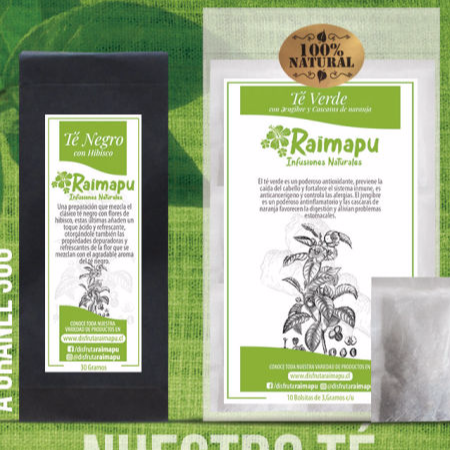 100%
NATURAL
Té Negro
con Hibisco
Raimapu
Infusiones Naturales
Una preparación que mezcla el
clásico té negro con flores de
hibisco, estas últimas añaden un
toque ácido y refrescante,
otorgándole también las
propiedades depuradoras y
refrescantes de la flor que se
mezclan con el agradable aroma
del té negro.
CONOCE TODA NUESTRA
VARIEDAD DE PRODUCTOS EN
www.disfrutaraimapu.cl
/disfrutaraimapu
@disfrutaraimapu
30 Gramos
Té Verde
con Jengibre y Cascaras de naranja
Raimapu
Infusiones Naturales
El té verde es un poderoso antioxidante, previene la
caída del cabello y fortalece el sistema inmune, es
anticancerígeno y controla las alergias. El jengibre
es un poderoso antiinflamatorio y las cascaras de
naranja favorecen la digestión y alivian problemas
estomacales.
CONOCE TODA NUESTRA VARIEDAD DE PRODUCTOS EN
www.disfrutaraimapu.cl
/disfrutaraimapu
@disfrutaraimapu
10 Bolsitas de 3,Gramos c/u
A GRANEL 500
NUESTRO TÉ